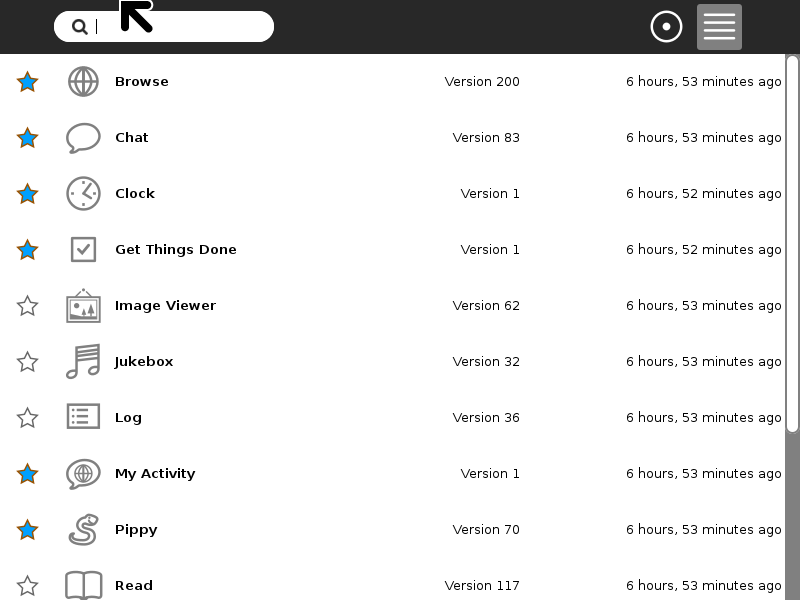 Browse Version 200 6 hours, 53 minutes ago
Chat Version 83 6 hours, 53 minutes ago
Clock Version 1 6 hours, 52 minutes ago
Get Things Done Version 1 6 hours, 52 minutes ago
Image Viewer Version 62 6 hours, 53 minutes ago
Jukebox Version 32 6 hours, 53 minutes ago
Log Version 36 6 hours, 53 minutes ago
My Activity Version 1 6 hours, 53 minutes ago
Pippy Version 70 6 hours, 53 minutes ago
Read Version 117 6 hours, 53 minutes ago